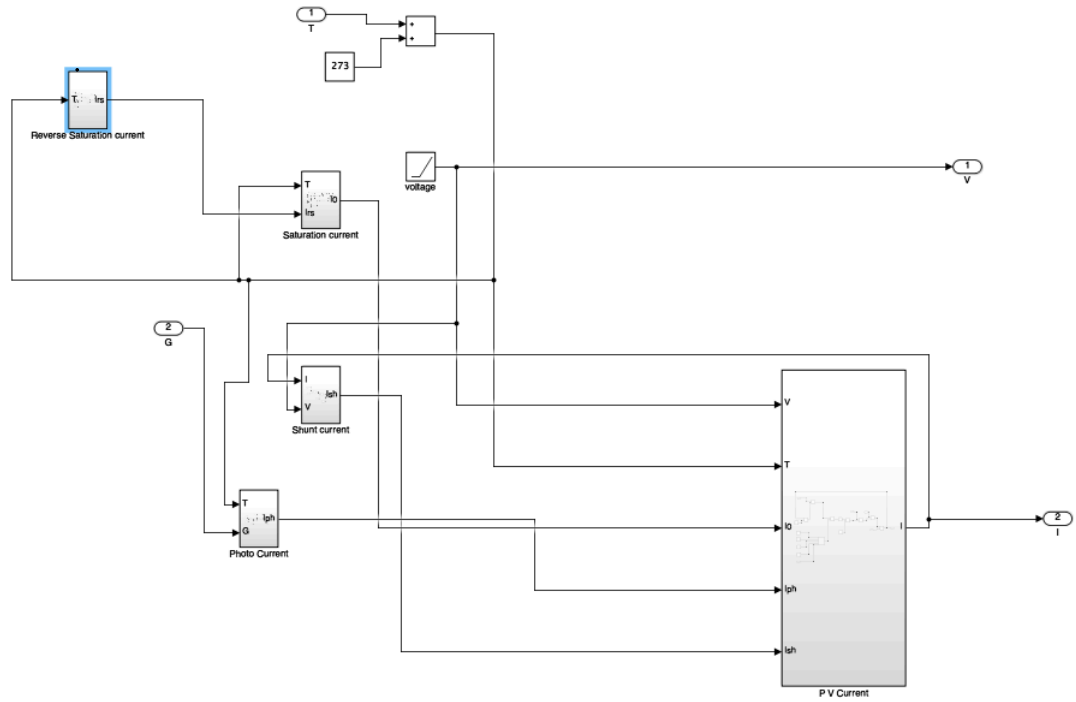 1
T
+
+
273
T
Irs
Reverse Saturation current
voltage
1
V
T
Irs
I0
Saturation current
2
G
I
V
Ish
Shunt current
T
G
Iph
Photo Current
V
T
I0
Iph
Ish
I
P V Current
2
I